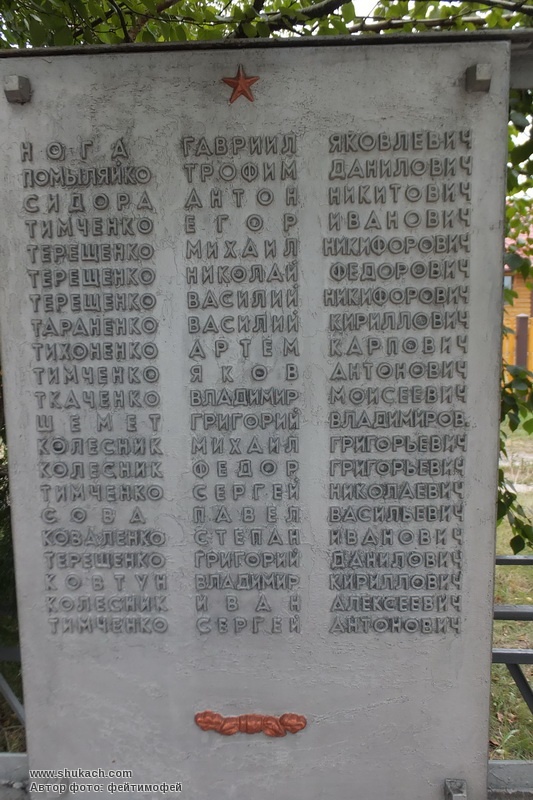 НОГА ГАВРИИЛ ЯКОВЛЕВИЧ
ПОМЫЛЯЙКО ТРОФИМ ДАНИЛОВИЧ
СИДОРА АНТОН НИКИТОВИЧ
ТИМЧЕНКО ЕГОР ИВАНОВИЧ
ТЕРЕЩЕНКО МИХАИЛ НИКИФОРОВИЧ
ТЕРЕЩЕНКО НИКОЛАЙ ФЕДОРОВИЧ
ТЕРЕЩЕНКО ВАСИЛИЙ НИКИФОРОВИЧ
ТАРАНЕНКО ВАСИЛИЙ КИРИЛЛОВИЧ
ТИХОНЕНКО АРТЁМ КАРПОВИЧ
ТИМЧЕНКО ЯКОВ АНТОНОВИЧ
ТКАЧЕНКО ВЛАДИМИР МОИСЕЕВИЧ
ШЕМЕТ ГРИГОРИЙ ВЛАДИМИРОВ.
КОЛЕСНИК МИХАИЛ ГРИГОРЬЕВИЧ
КОЛЕСНИК ФЕДОР ГРИГОРЬЕВИЧ
ТИМЧЕНКО СЕРГЕЙ НИКОЛАЕВИЧ
СОВА ПАВЕЛ ВАСИЛЬЕВИЧ
КОВАЛЕНКО СТЕПАН ИВАНОВИЧ
ТЕРЕЩЕНКО ГРИГОРИЙ ДАНИЛОВИЧ
КОВТУН ВЛАДИМИР КИРИЛЛОВИЧ
КОЛЕСНИК ИВАН АЛЕКСЕЕВИЧ
ТИМЧЕНКО СЕРГЕЙ АНТОНОВИЧ
www.shukach.com
Автор фото: фейтимофей